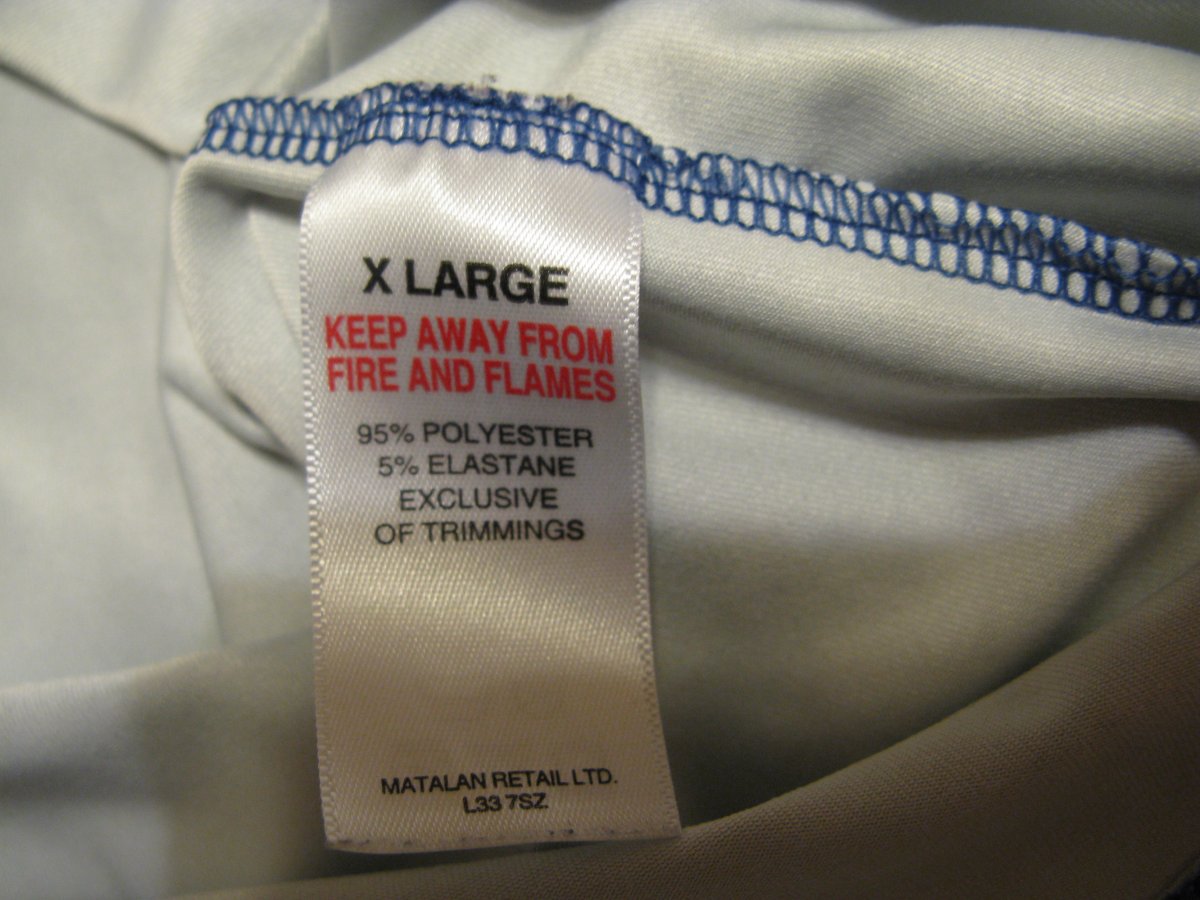 X LARGE
KEEP AWAY FROM
FIRE AND FLAMES
95% POLYESTER
5% ELASTANE
EXCLUSIVE
OF TRIMMINGS
MATALAN RETAIL LTD.
L33 7SZ